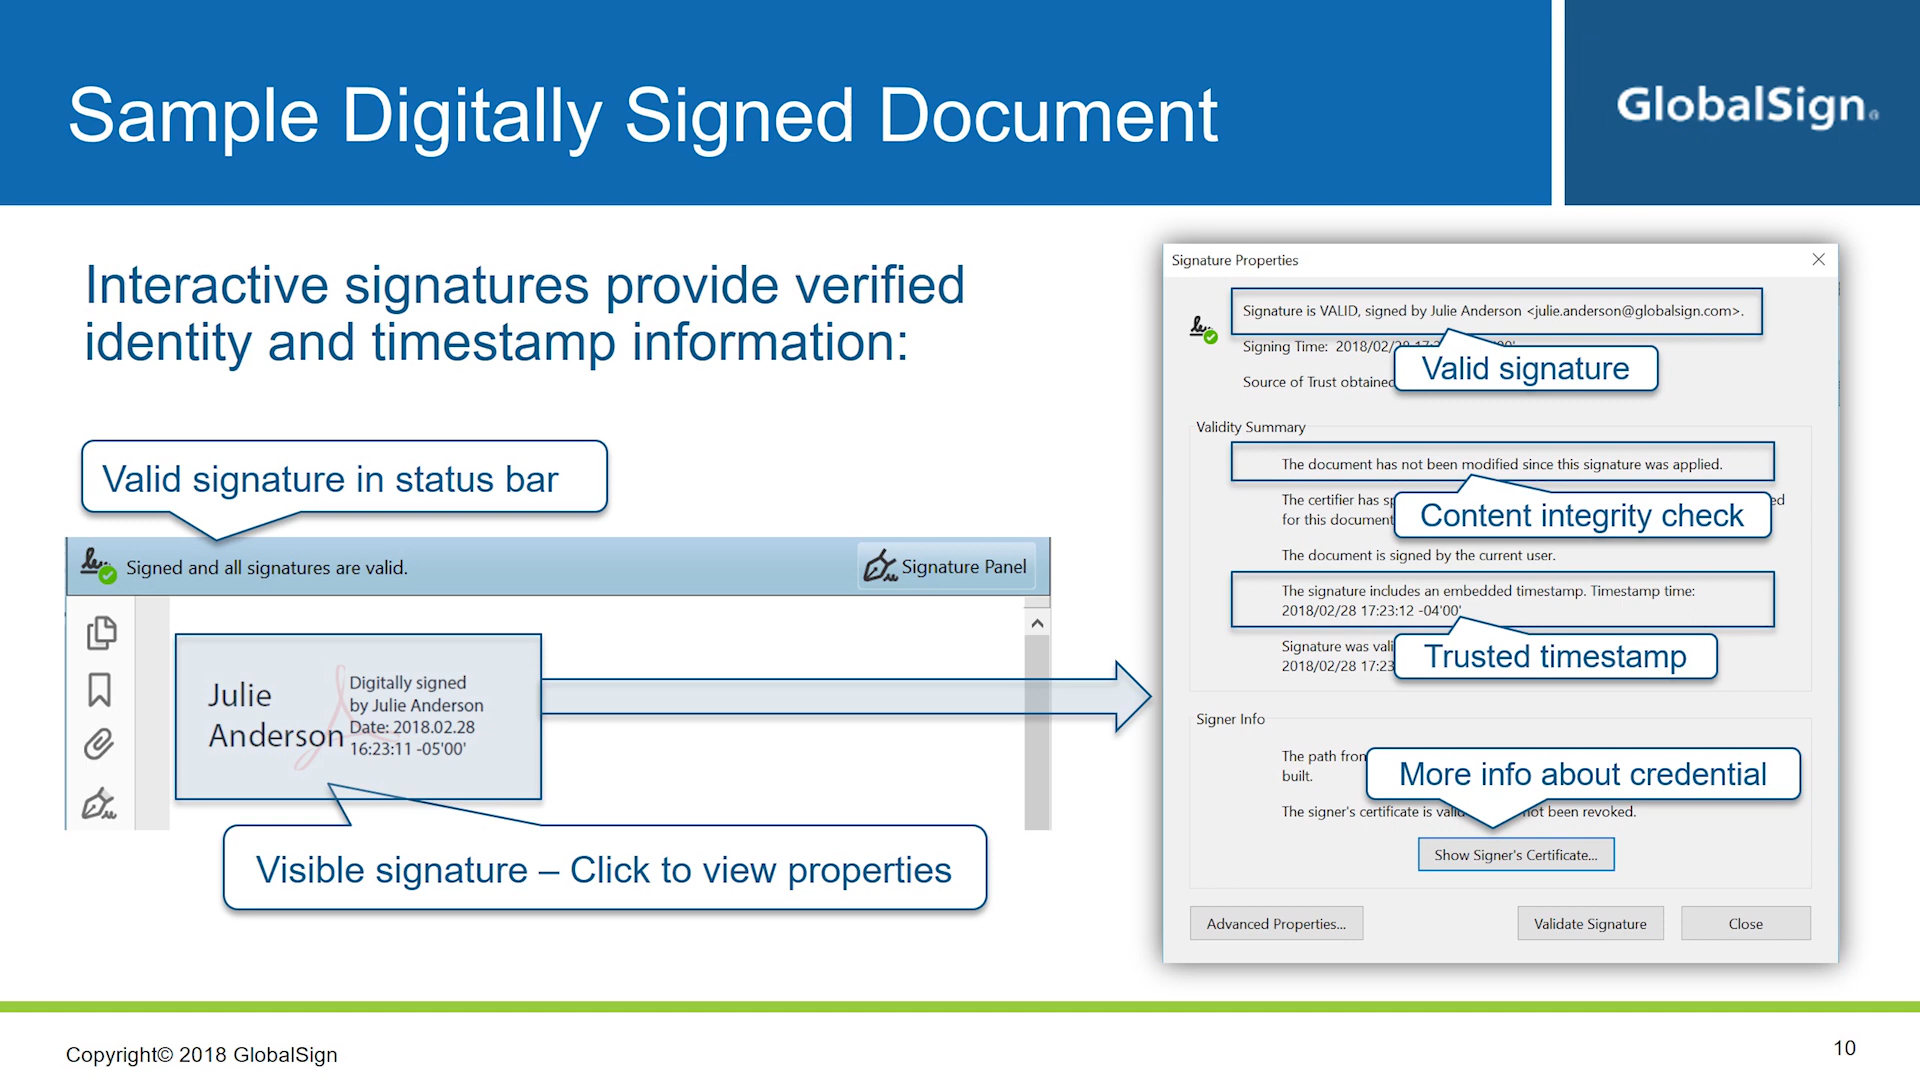 Sample Digitally Signed Document
GlobalSign
Interactive signatures provide verified
identity and timestamp information:
Valid signature in status bar
Signed and all signatures are valid.
Signature Panel
Julie
Anderson
Digitally signed
by Julie Anderson
Date: 2018.02.28
16:23:11 -05'00'
Visible signature – Click to view properties
Signature Properties
Signature is VALID, signed by Julie Anderson <julie.anderson@globalsign.com>.
Signing Time: 2018/02/28
Valid signature
Source of Trust obtained
Validity Summary
The document has not been modified since this signature was applied.
The certifier has
for this document
Content integrity check
The document is signed by the current user.
The signature includes an embedded timestamp. Timestamp time:
2018/02/28 17:23:12 -04'00'
Signature was
2018/02/28 17:23
Trusted timestamp
Signer Info
The path from
built.
More info about credential
The signer's certificate is valid not been revoked.
Show Signer's Certificate...
Advanced Properties...
Validate Signature
Close
Copyright© 2018 GlobalSign
10